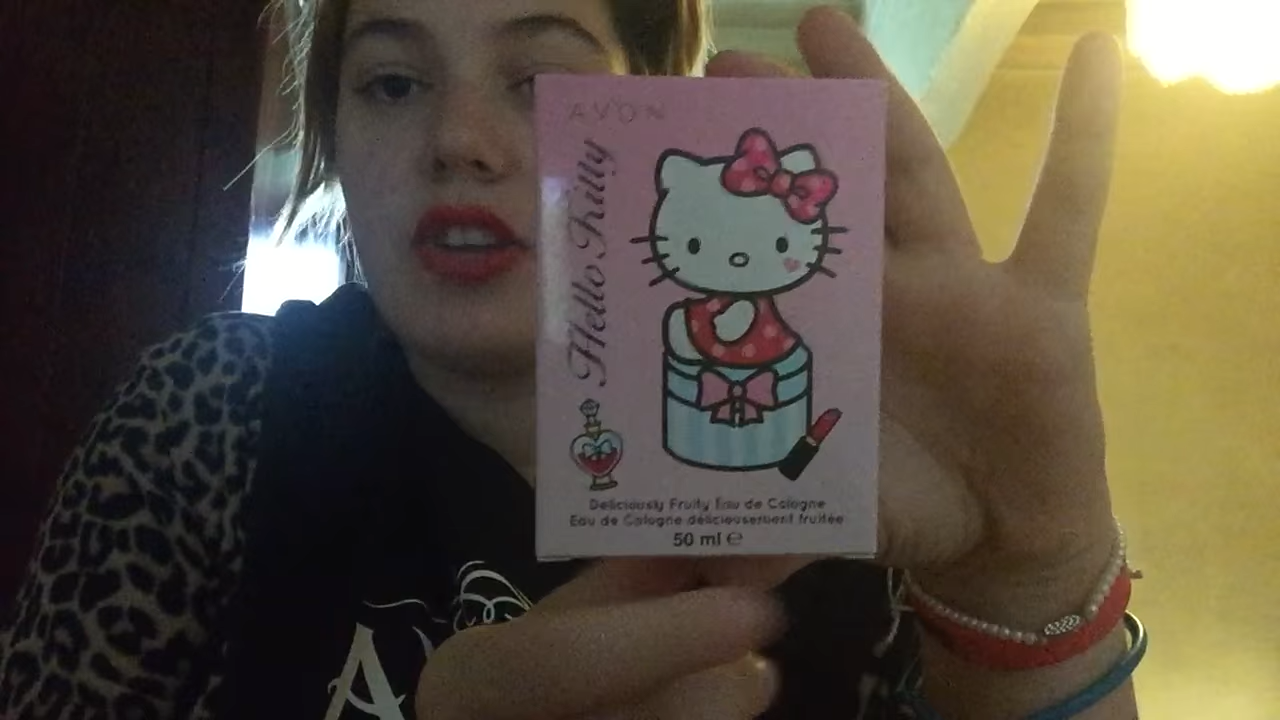 AVON
Hello Kitty
Deliciously Fruity Eau de Cologne
Eau de Cologne délicieusement fruitée
50 ml e
A